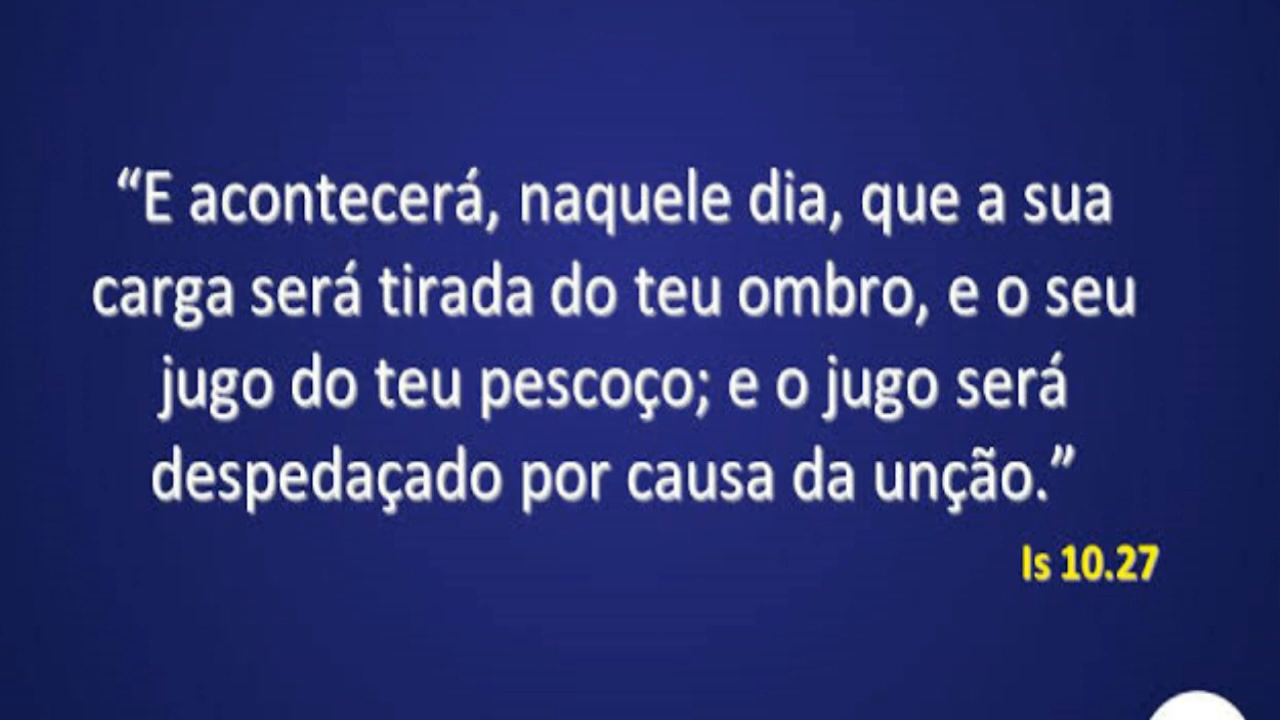 “E acontecerá, naquele dia, que a sua
carga será tirada do teu ombro, e o seu
jugo do teu pescoço; e o jugo será
despedaçado por causa da unção.”
Is 10.27